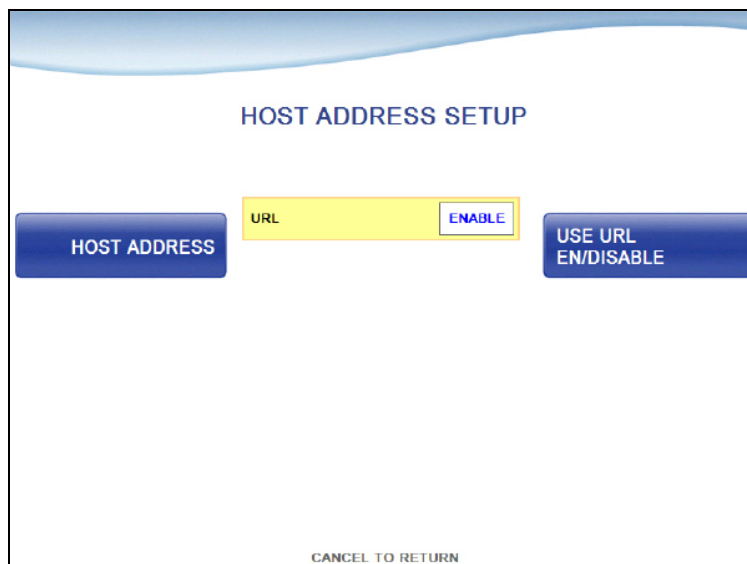 HOST ADDRESS SETUP
HOST ADDRESS
URL ENABLE
USE URL
EN/DISABLE
CANCEL TO RETURN